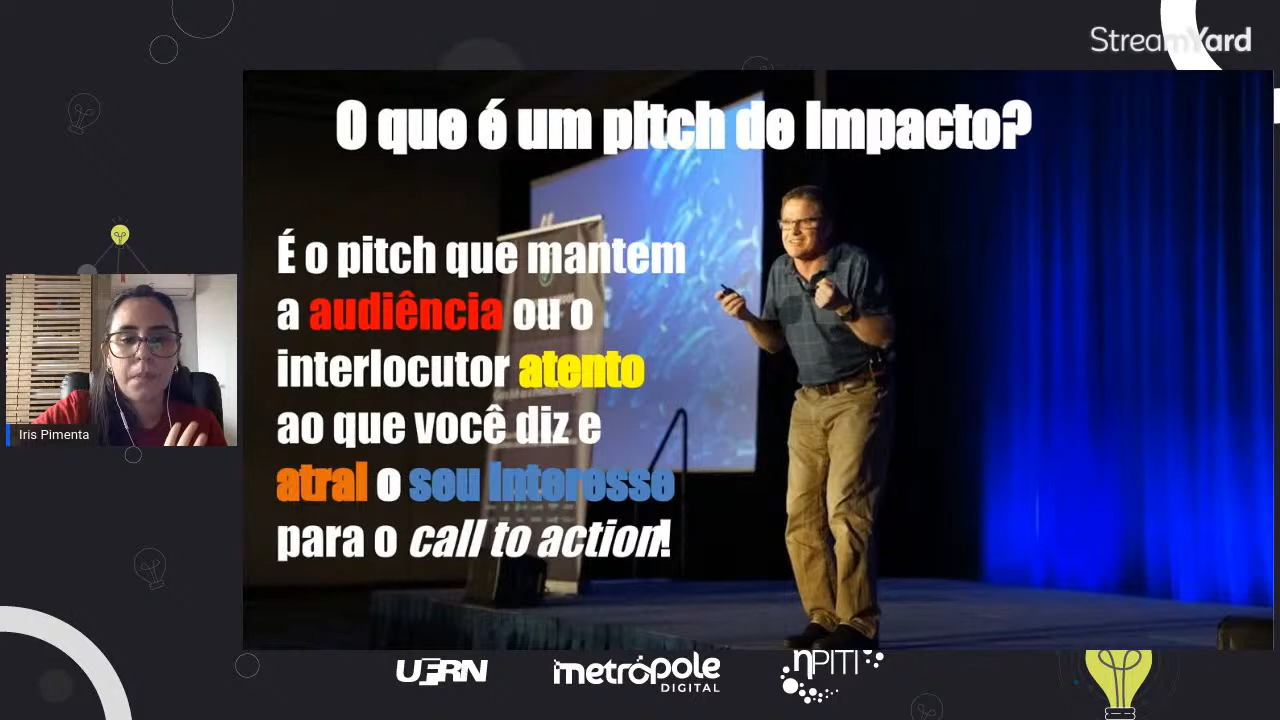 StreamYard
O que é um pitch de impacto?
É o pitch que mantem
a audiência ou o
interlocutor atento
ao que você diz e
atrai o seu interesse
para o call to action!
Iris Pimenta
UFRN
metrópole
DIGITAL
nPITI